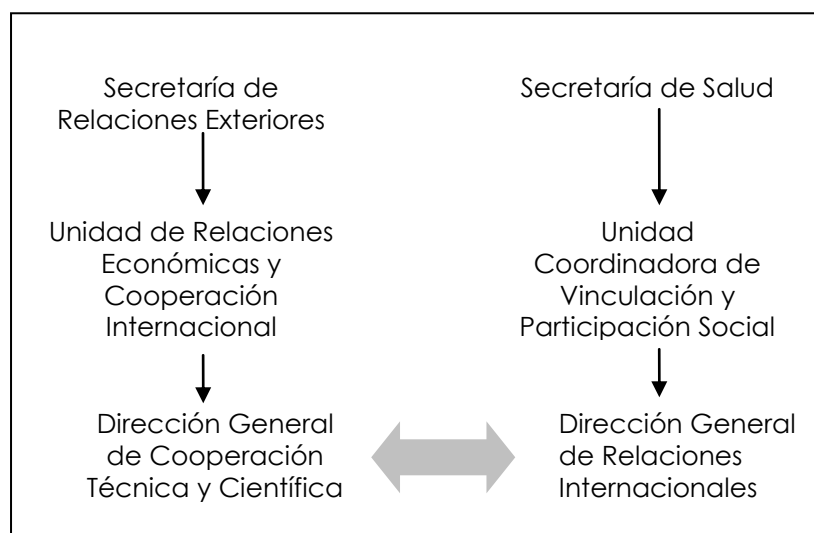 Secretaría de
Relaciones Exteriores
Secretaría de Salud
Unidad de Relaciones
Económicas y
Cooperación
Internacional
Unidad
Coordinadora de
Vinculación y
Participación Social
Dirección General
de Cooperación
Técnica y Científica
Dirección General
de Relaciones
Internacionales